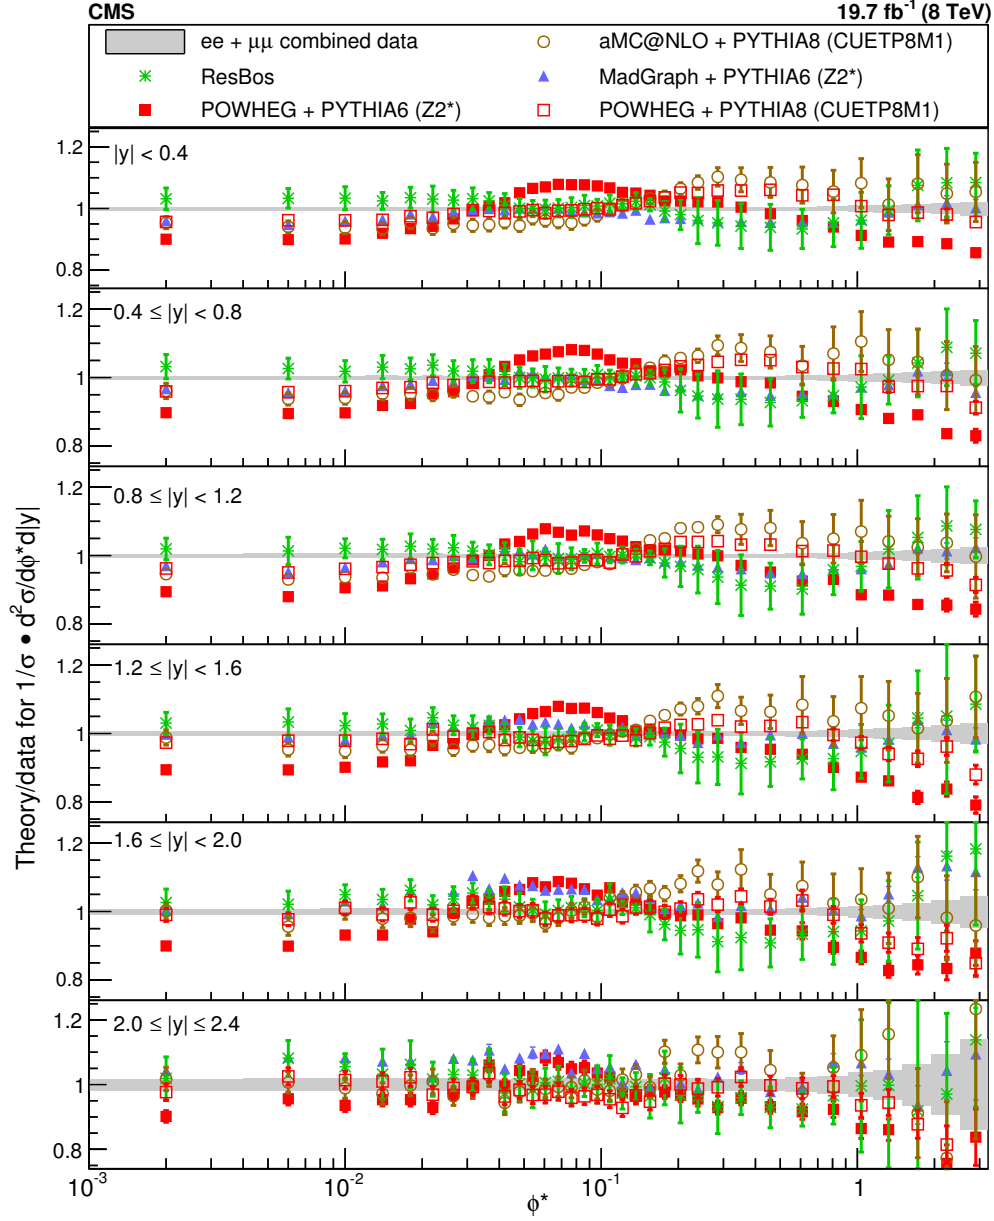 CMS 19.7 fb⁻¹ (8 TeV)
ee + μμ combined data
aMC@NLO + PYTHIA8 (CUETP8M1)
ResBos
MadGraph + PYTHIA6 (Z2*)
POWHEG + PYTHIA6 (Z2*)
POWHEG + PYTHIA8 (CUETP8M1)
Theory/data for 1/σ • d²σ/dϕ*d|y|
|y| < 0.4
1.2
1
0.8
0.4 ≤ |y| < 0.8
1.2
1
0.8
0.8 ≤ |y| < 1.2
1.2
1
0.8
1.2 ≤ |y| < 1.6
1.2
1
0.8
1.6 ≤ |y| < 2.0
1.2
1
0.8
2.0 ≤ |y| ≤ 2.4
1.2
1
0.8
10⁻³ 10⁻² 10⁻¹ 1
ϕ*